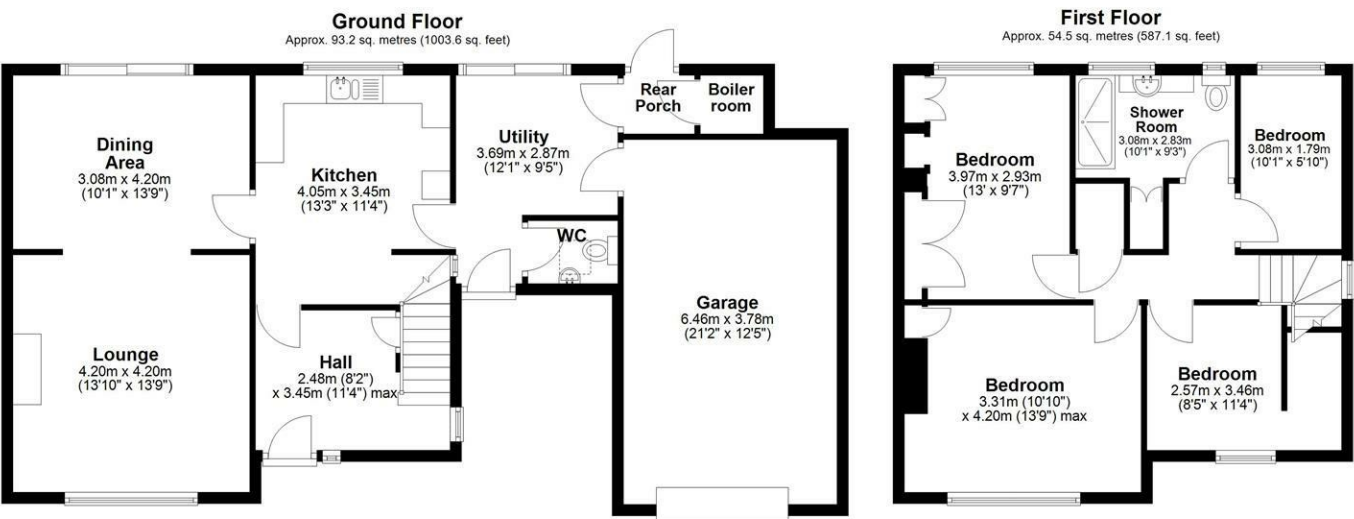 Ground Floor
Approx. 93.2 sq. metres (1003.6 sq. feet)
Dining
Area
3.08m x 4.20m
(10'1" x 13'9")
Kitchen
4.05m x 3.45m
(13'3" x 11'4")
Utility
3.69m x 2.87m
(12'1" x 9'5")
Rear
Porch
Boiler
room
WC
Lounge
4.20m x 4.20m
(13'10" x 13'9")
Hall
2.48m (8'2")
x 3.45m (11'4") max
Garage
6.46m x 3.78m
(21'2" x 12'5")
First Floor
Approx. 54.5 sq. metres (587.1 sq. feet)
Bedroom
3.97m x 2.93m
(13' x 9'7")
Shower
Room
3.08m x 2.83m
(10'1" x 9'3")
Bedroom
3.08m x 1.79m
(10'1" x 5'10")
Bedroom
3.31m (10'10")
x 4.20m (13'9") max
Bedroom
2.57m x 3.46m
(8'5" x 11'4")